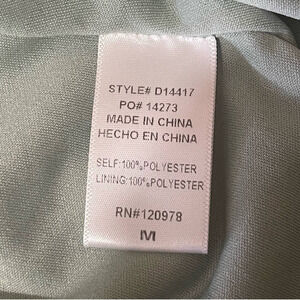 STYLE# D14417
PO# 14273
MADE IN CHINA
HECHO EN CHINA
SELF:100%POLYESTER
LINING:100%POLYESTER
RN#120978
M